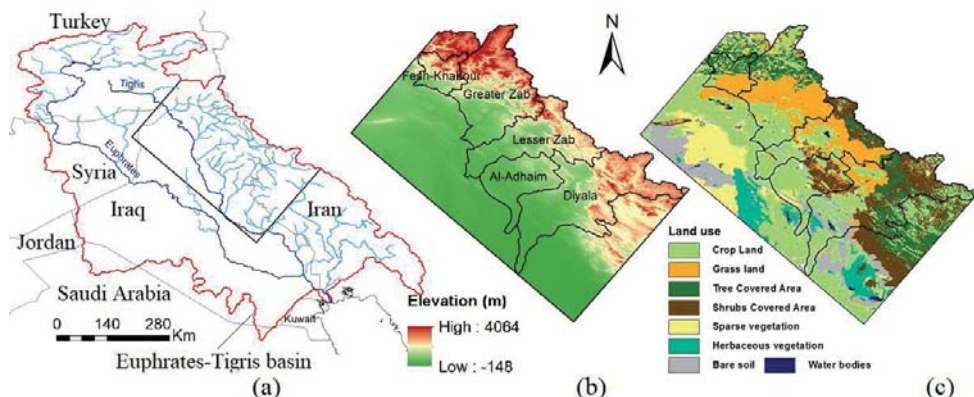 Turkey
Tigris
Euphrates
Syria
Iraq
Iran
Jordan
Saudi Arabia
Kuwait
0 80 160 280
Km
Euphrates-Tigris basin
(a)
Fesh-Khabour
Greater Zab
Lesser Zab
Al-Adhaim
Diyala
Elevation (m)
High : 4064
Low : -148
(b)
N
Land use
Crop Land
Grass land
Tree Covered Area
Shrubs Covered Area
Sparse vegetation
Herbaceous vegetation
Bare soil
Water bodies
(c)